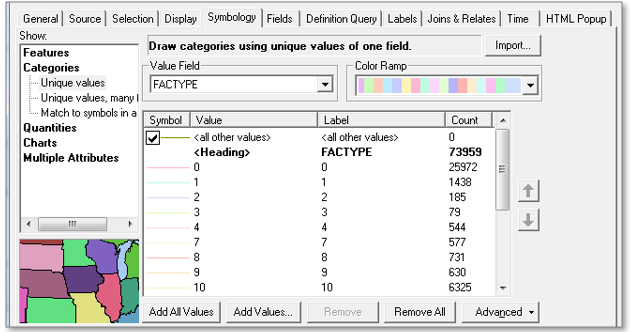 General Source Selection Display Symbology Fields Definition Query Labels Joins & Relates Time HTML Popup
Show:
Features
Categories
Unique values
Unique values, many
Match to symbols in a
Quantities
Charts
Multiple Attributes
Draw categories using unique values of one field.
Import...
Value Field
FACTYPE
Color Ramp
Symbol Value Label Count
<all other values> <all other values> 0
<Heading> FACTYPE 73959
0 0 25972
1 1 1438
2 2 185
3 3 79
4 4 544
7 7 577
8 8 731
9 9 630
10 10 6325
Add All Values Add Values... Remove Remove All Advanced